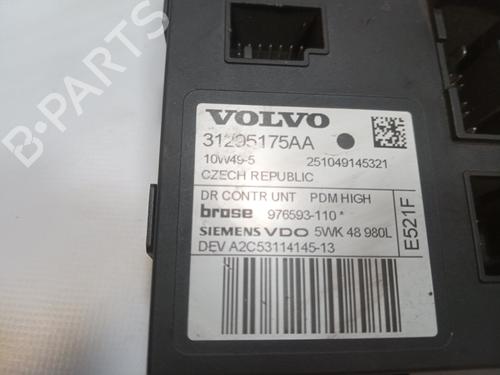 VOLVO
31295175AA
10W49-5 251049145321
CZECH REPUBLIC
DR CONTR UNT PDM HIGH
brose 976593-110*
SIEMENS VDO 5WK 48 980L
DEV A2C53114145-13
E521F
B-PARTS